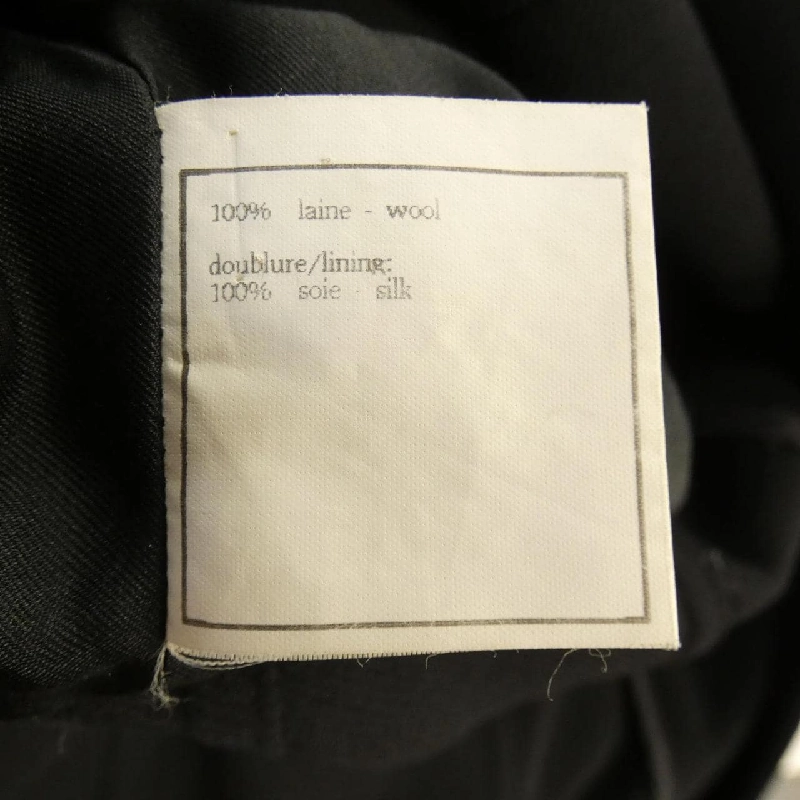 100% laine - wool
doublure/lining:
100% soie - silk